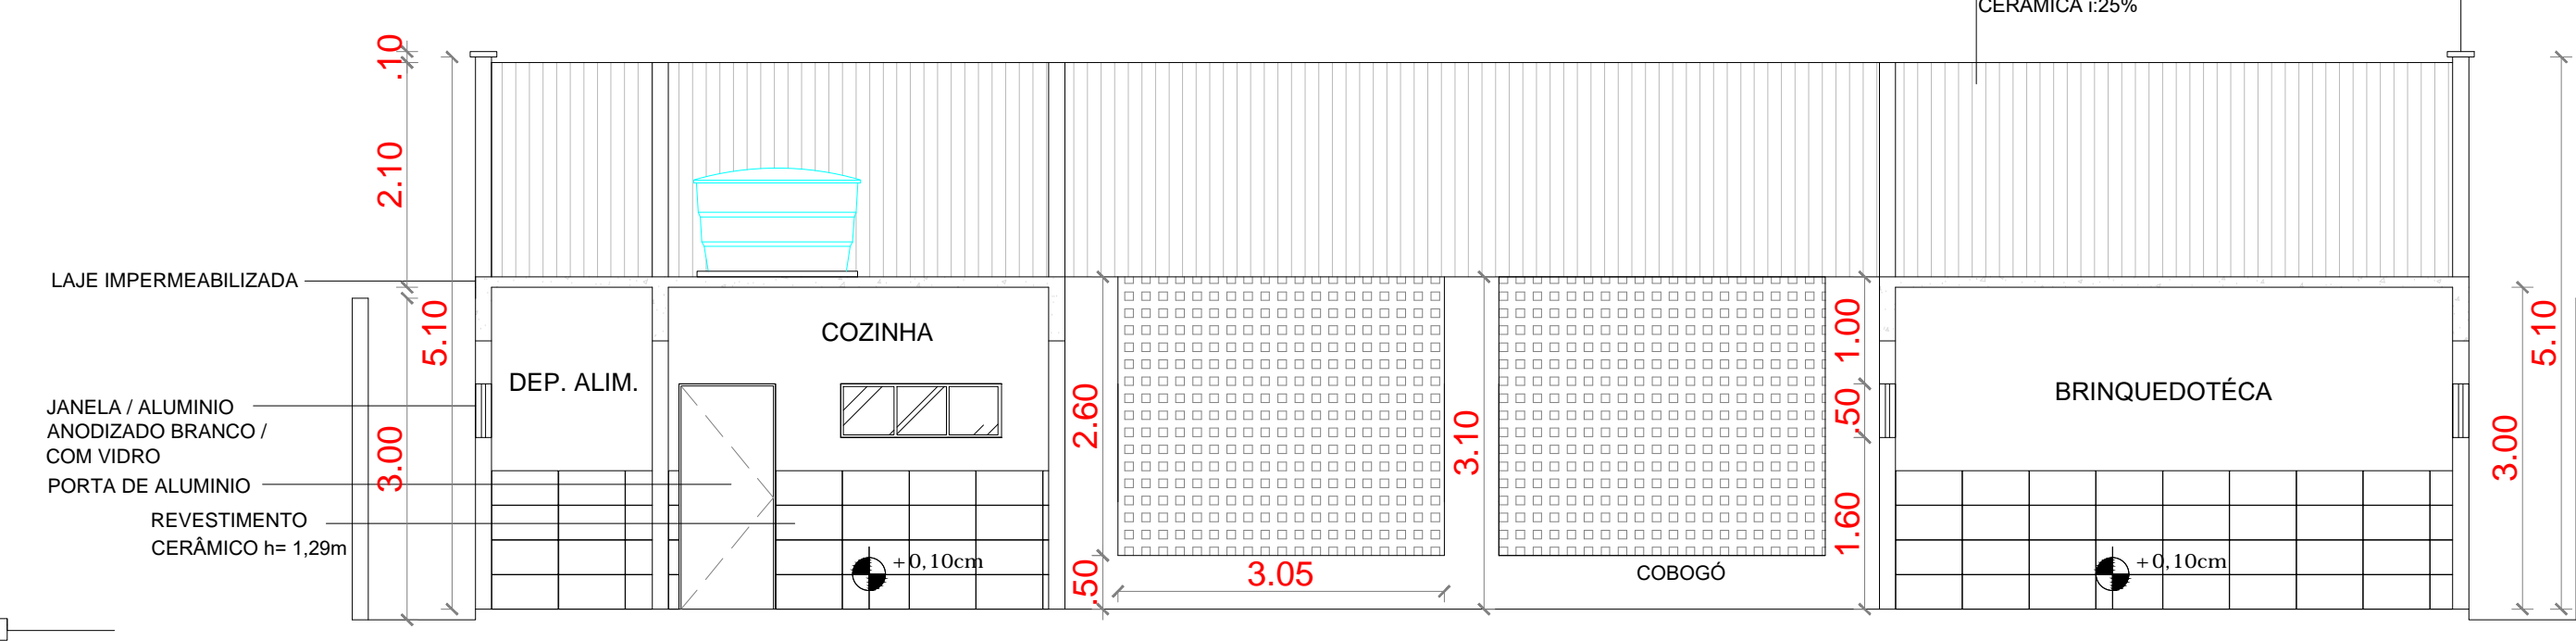 CERÂMICA i:25%
.10
2.10
5.10
3.00
LAJE IMPERMEABILIZADA
JANELA / ALUMINIO
ANODIZADO BRANCO /
COM VIDRO
PORTA DE ALUMINIO
REVESTIMENTO
CERÂMICO h= 1,29m
DEP. ALIM.
COZINHA
+0,10cm
2.60
.50
3.05
3.10
COBOGÓ
1.00
.50
1.60
BRINQUEDOTÉCA
+0,10cm
3.00
5.10